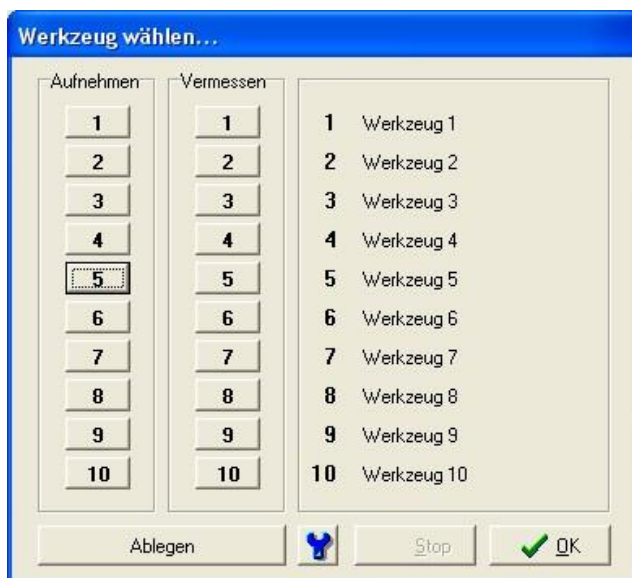 Werkzeug wählen...
Aufnehmen Vermessen
1 1 1 Werkzeug 1
2 2 2 Werkzeug 2
3 3 3 Werkzeug 3
4 4 4 Werkzeug 4
5 5 5 Werkzeug 5
6 6 6 Werkzeug 6
7 7 7 Werkzeug 7
8 8 8 Werkzeug 8
9 9 9 Werkzeug 9
10 10 10 Werkzeug 10
Ablegen Stop OK